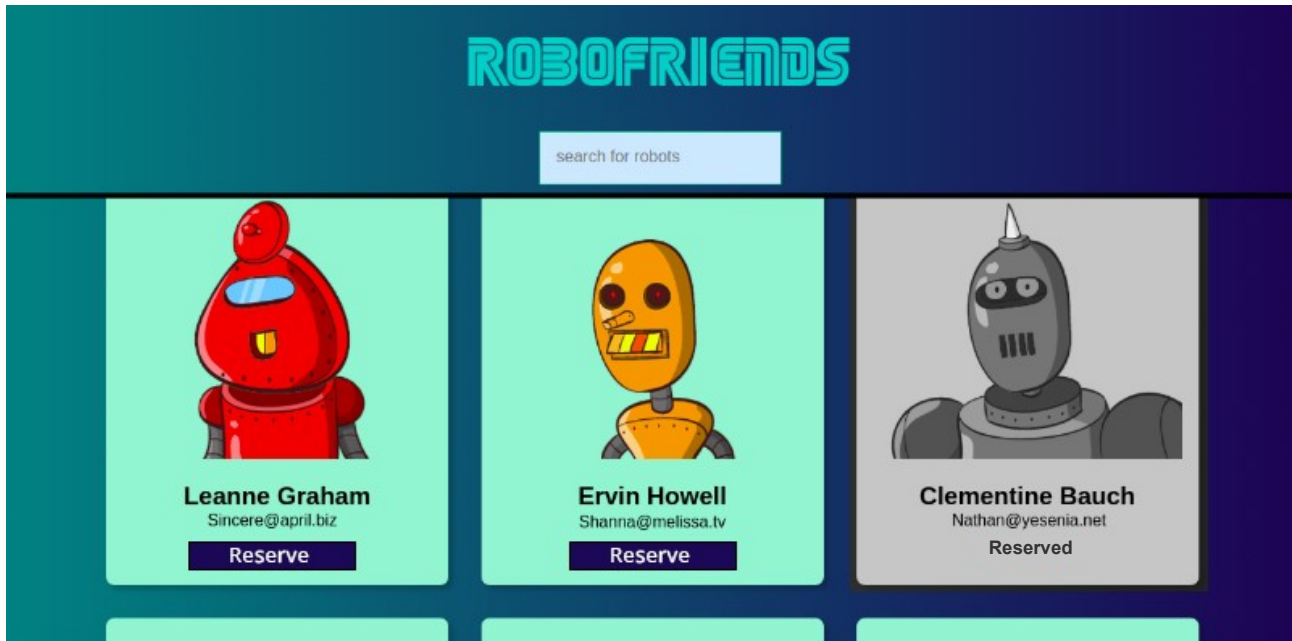 ROBOFRIENDS
search for robots
Leanne Graham
Sincere@april.biz
Reserve
Ervin Howell
Shanna@melissa.tv
Reserve
Clementine Bauch
Nathan@yesenia.net
Reserved